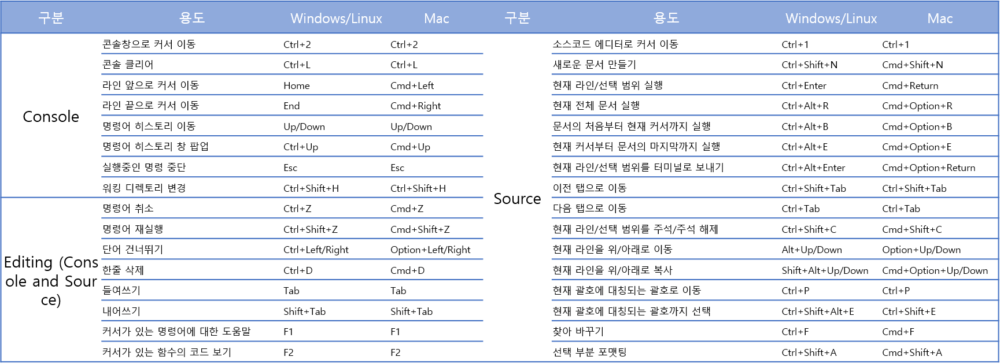 구분 용도 Windows/Linux Mac 구분 용도 Windows/Linux Mac
콘솔창으로 커서 이동 Ctrl+2 Ctrl+2 소스코드 에디터로 커서 이동 Ctrl+1 Ctrl+1
콘솔 클리어 Ctrl+L Ctrl+L 새로운 문서 만들기 Ctrl+Shift+N Cmd+Shift+N
라인 앞으로 커서 이동 Home Cmd+Left 현재 라인/선택 범위 실행 Ctrl+Enter Cmd+Return
라인 끝으로 커서 이동 End Cmd+Right 현재 전체 문서 실행 Ctrl+Alt+R Cmd+Option+R
Console
명령어 히스토리 이동 Up/Down Up/Down 문서의 처음부터 현재 커서까지 실행 Ctrl+Alt+B Cmd+Option+B
명령어 히스토리 창 팝업 Ctrl+Up Cmd+Up 현재 커서부터 문서의 마지막까지 실행 Ctrl+Alt+E Cmd+Option+E
실행중인 명령 중단 Esc Esc 현재 라인/선택 범위를 터미널로 보내기 Ctrl+Alt+Enter Cmd+Option+Return
워킹 디렉토리 변경 Ctrl+Shift+H Ctrl+Shift+H 이전 탭으로 이동 Ctrl+Shift+Tab Ctrl+Shift+Tab
Source
명령어 취소 Ctrl+Z Cmd+Z 다음 탭으로 이동 Ctrl+Tab Ctrl+Tab
명령어 재실행 Ctrl+Shift+Z Cmd+Shift+Z 현재 라인/선택 범위를 주석/주석 해제 Ctrl+Shift+C Cmd+Shift+C
단어 건너뛰기 Ctrl+Left/Right Option+Left/Right 현재 라인을 위/아래로 이동 Alt+Up/Down Option+Up/Down
Editing (Cons
한줄 삭제 Ctrl+D Cmd+D 현재 라인을 위/아래로 복사 Shift+Alt+Up/Down Cmd+Option+Up/Down
ole and Sour
들여쓰기 Tab Tab 현재 괄호에 대칭되는 괄호로 이동 Ctrl+P Ctrl+P
ce)
내어쓰기 Shift+Tab Shift+Tab 현재 괄호에 대칭되는 괄호까지 선택 Ctrl+Shift+Alt+E Ctrl+Shift+E
커서가 있는 명령어에 대한 도움말 F1 F1 찾아 바꾸기 Ctrl+F Cmd+F
커서가 있는 함수의 코드 보기 F2 F2 선택 부분 포맷팅 Ctrl+Shift+A Cmd+Shift+A